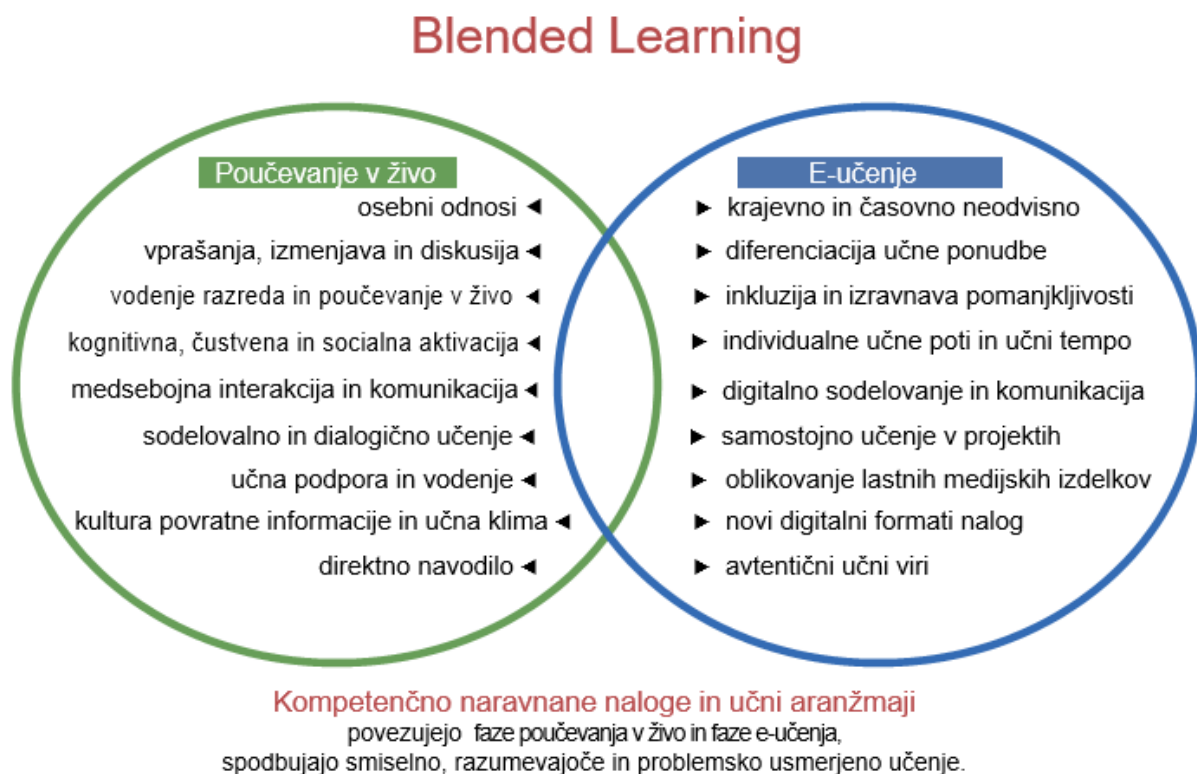 Blended Learning
Poučevanje v živo
osebni odnosi
vprašanja, izmenjava in diskusija
vodenje razreda in poučevanje v živo
kognitivna, čustvena in socialna aktivacija
medsebojna interakcija in komunikacija
sodelovalno in dialogično učenje
učna podpora in vodenje
kultura povratne informacije in učna klima
direktno navodilo
E-učenje
krajevno in časovno neodvisno
diferenciacija učne ponudbe
inkluzija in izravnava pomanjkljivosti
individualne učne poti in učni tempo
digitalno sodelovanje in komunikacija
samostojno učenje v projektih
oblikovanje lastnih medijskih izdelkov
novi digitalni formati nalog
avtentični učni viri
Kompetenčno naravnane naloge in učni aranžmaji
povezujejo faze poučevanja v živo in faze e-učenja,
spodbujajo smiselno, razumevajoče in problemsko usmerjeno učenje.